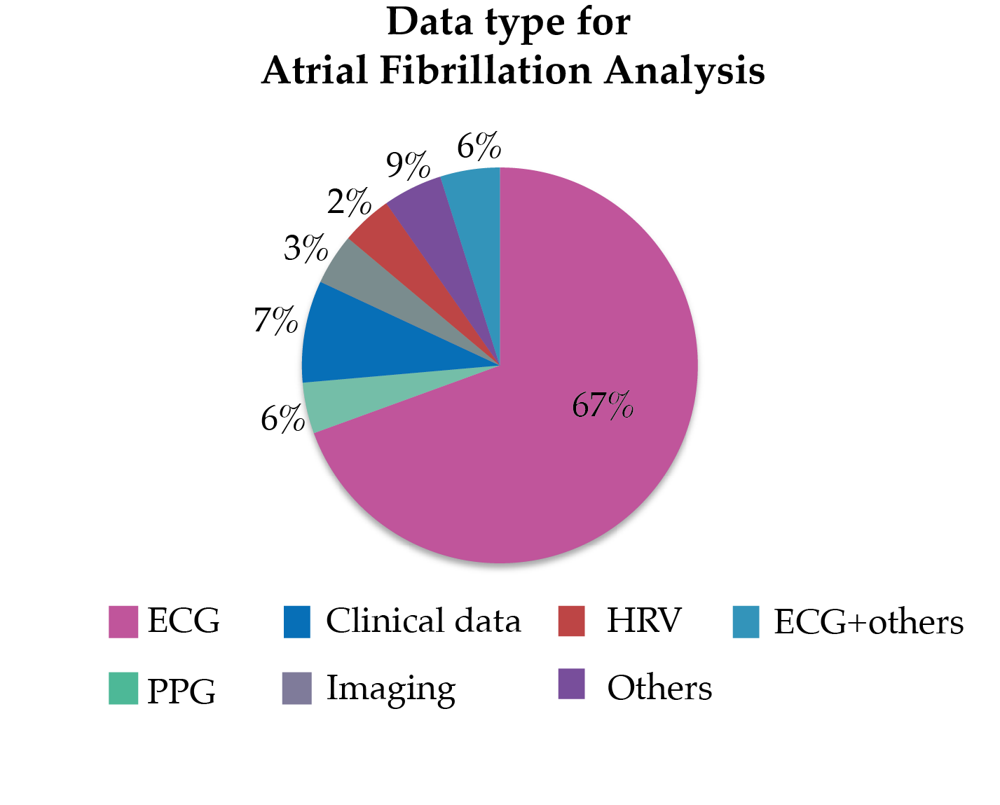 Data type for
Atrial Fibrillation Analysis
6%
9%
2%
3%
7%
67%
6%
ECG
Clinical data
HRV
ECG+others
PPG
Imaging
Others